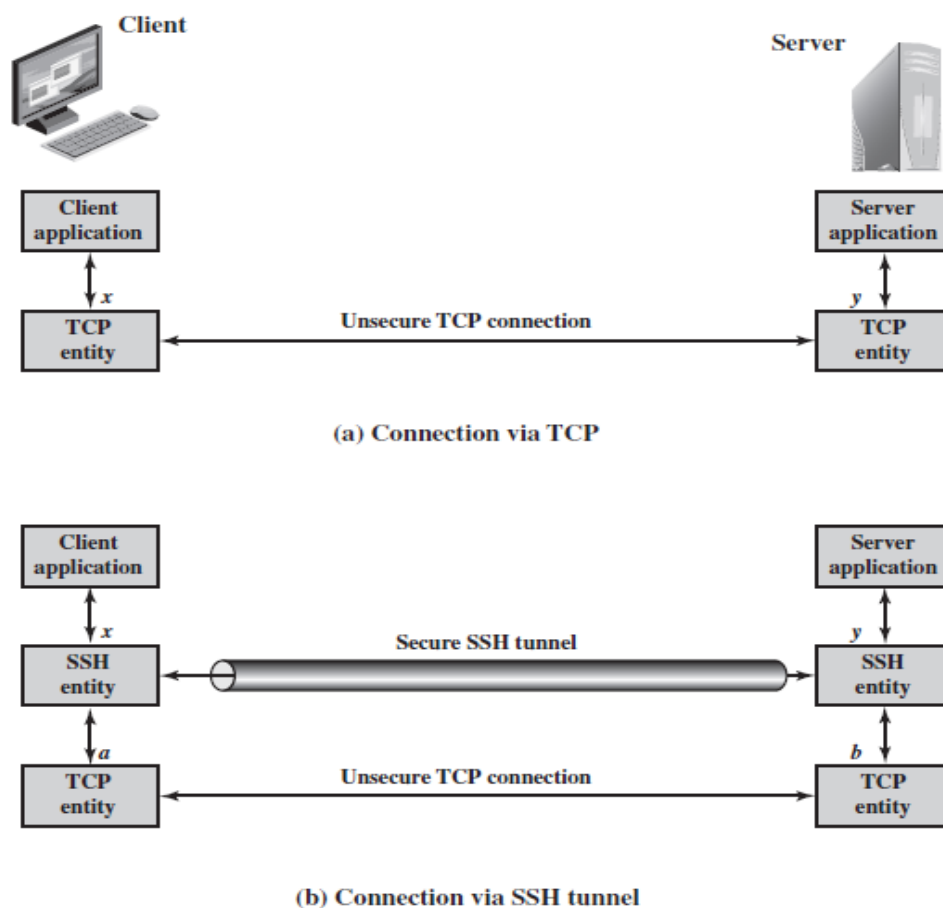 Client
Server
Client
application
Server
application
x
y
TCP
entity
Unsecure TCP connection
TCP
entity
(a) Connection via TCP
Client
application
Server
application
x
y
SSH
entity
Secure SSH tunnel
SSH
entity
a
b
TCP
entity
Unsecure TCP connection
TCP
entity
(b) Connection via SSH tunnel